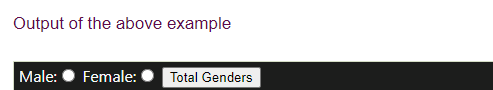 Output of the above example
Male: Female: Total Genders